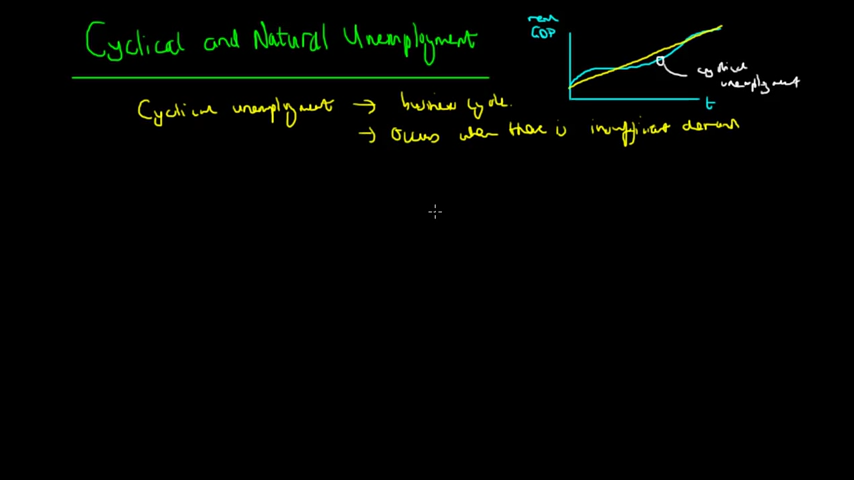 Cyclical and Natural Unemployment
real
GDP
cyclical
unemployment
t
Cyclical unemployment → business cycle.
→ occurs when there is insufficient demand